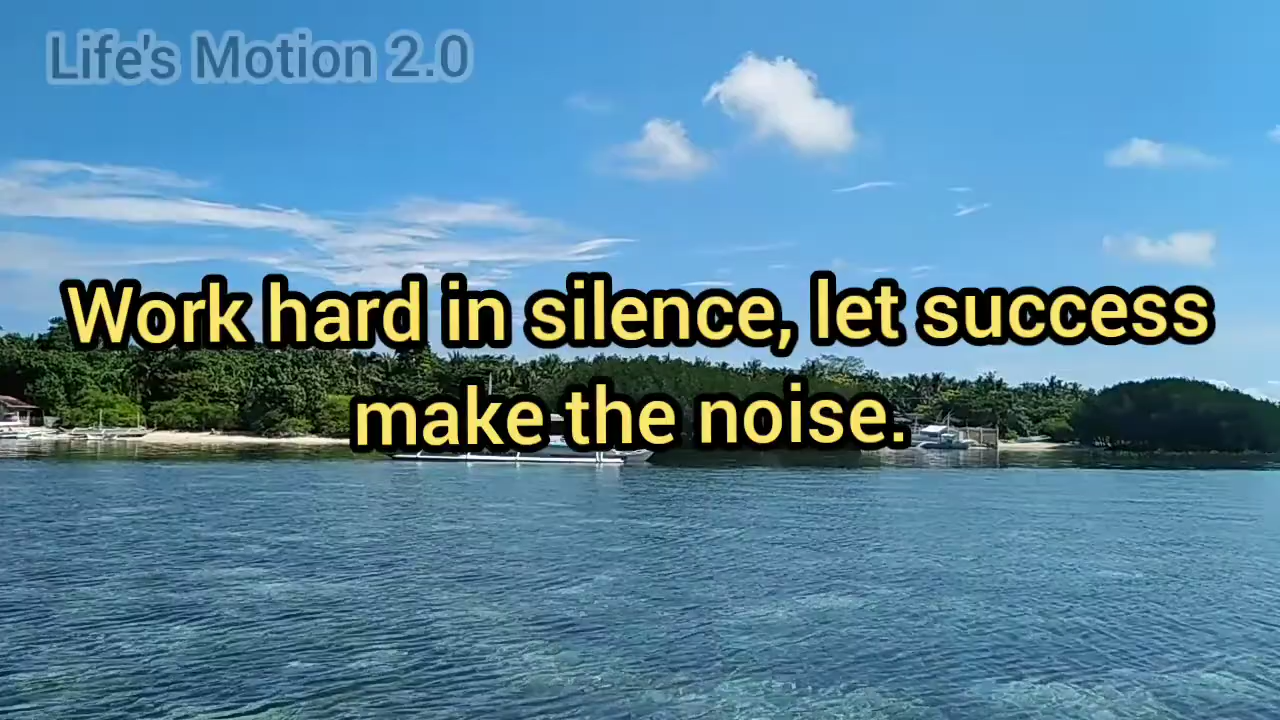 Life's Motion 2.0
Work hard in silence, let success
make the noise.